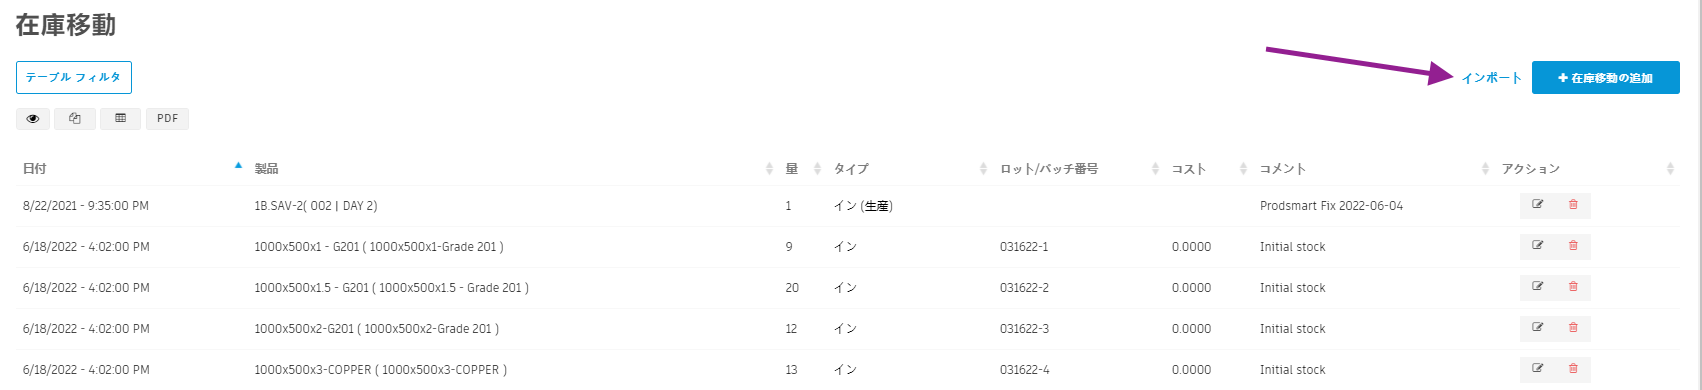 在庫移動
テーブル フィルタ
インポート
在庫移動の追加
PDF
日付 製品 量 タイプ ロット/バッチ番号 コスト コメント アクション
8/22/2021 - 9:35:00 PM 1B.SAV-2( 002 | DAY 2) 1 イン (生産) Prodsmart Fix 2022-06-04
6/18/2022 - 4:02:00 PM 1000x500x1 - G201 ( 1000x500x1-Grade 201 ) 9 イン 031622-1 0.0000 Initial stock
6/18/2022 - 4:02:00 PM 1000x500x1.5 - G201 ( 1000x500x1.5 - Grade 201 ) 20 イン 031622-2 0.0000 Initial stock
6/18/2022 - 4:02:00 PM 1000x500x2-G201 ( 1000x500x2-Grade 201 ) 12 イン 031622-3 0.0000 Initial stock
6/18/2022 - 4:02:00 PM 1000x500x3-COPPER ( 1000x500x3-COPPER ) 13 イン 031622-4 0.0000 Initial stock